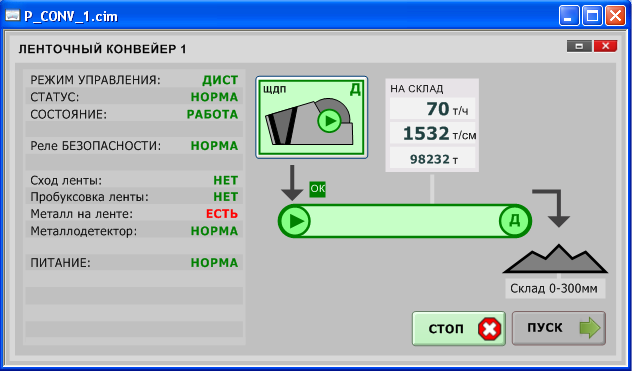 P_CONV_1.cim
ЛЕНТОЧНЫЙ КОНВЕЙЕР 1
РЕЖИМ УПРАВЛЕНИЯ: ДИСТ
СТАТУС: НОРМА
СОСТОЯНИЕ: РАБОТА
Реле БЕЗОПАСНОСТИ: НОРМА
Сход ленты: НЕТ
Пробуксовка ленты: НЕТ
Металл на ленте: ЕСТЬ
Металлодетектор: НОРМА
ПИТАНИЕ: НОРМА
ЩДП Д
НА СКЛАД
70 т/ч
1532 т/см
98232 т
ОК
Д
Склад 0-300мм
СТОП
ПУСК